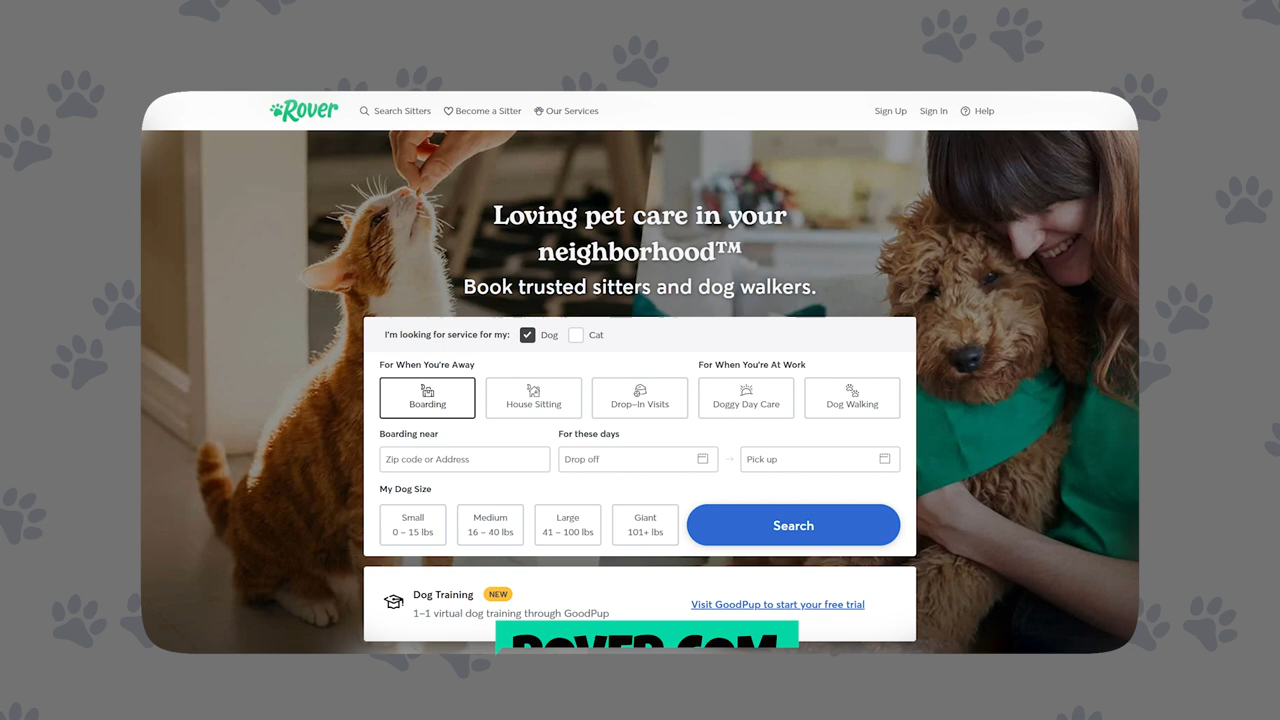 Rover
Search Sitters
Become a Sitter
Our Services
Sign Up
Sign In
Help
Loving pet care in your
neighborhood™
Book trusted sitters and dog walkers.
I'm looking for service for my:
Dog
Cat
For When You're Away
For When You're At Work
Boarding
House Sitting
Drop-In Visits
Doggy Day Care
Dog Walking
Boarding near
For these days
Zip code or Address
Drop off
→
Pick up
My Dog Size
Small
0 – 15 lbs
Medium
16 – 40 lbs
Large
41 – 100 lbs
Giant
101+ lbs
Search
Dog Training NEW
1–1 virtual dog training through GoodPup
Visit GoodPup to start your free trial
ROVER.COM